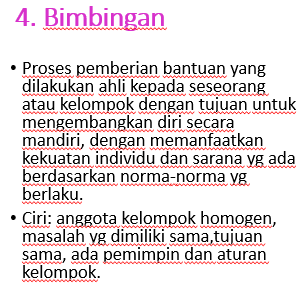 4. Bimbingan
• Proses pemberian bantuan yang
dilakukan ahli kepada seseorang
atau kelompok dengan tujuan untuk
mengembangkan diri secara
mandiri, dengan memanfaatkan
kekuatan individu dan sarana yg ada
berdasarkan norma-norma yg
berlaku.
• Ciri: anggota kelompok homogen,
masalah yg dimiliki sama,tujuan
sama, ada pemimpin dan aturan
kelompok.